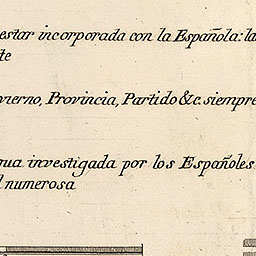 estar incorporada con la Española: la
te
vierno, Provincia, Partido &c. siempre
gua investigada por los Españoles
l numerosa